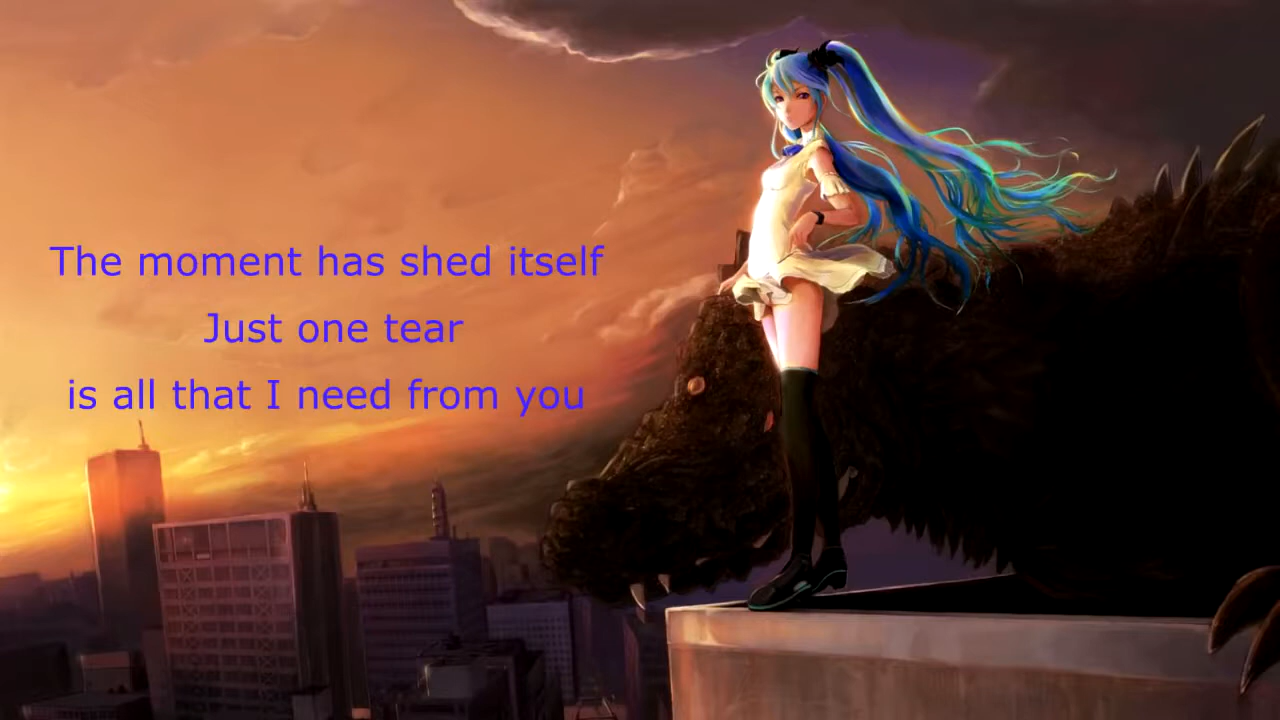 The moment has shed itself
Just one tear
is all that I need from you